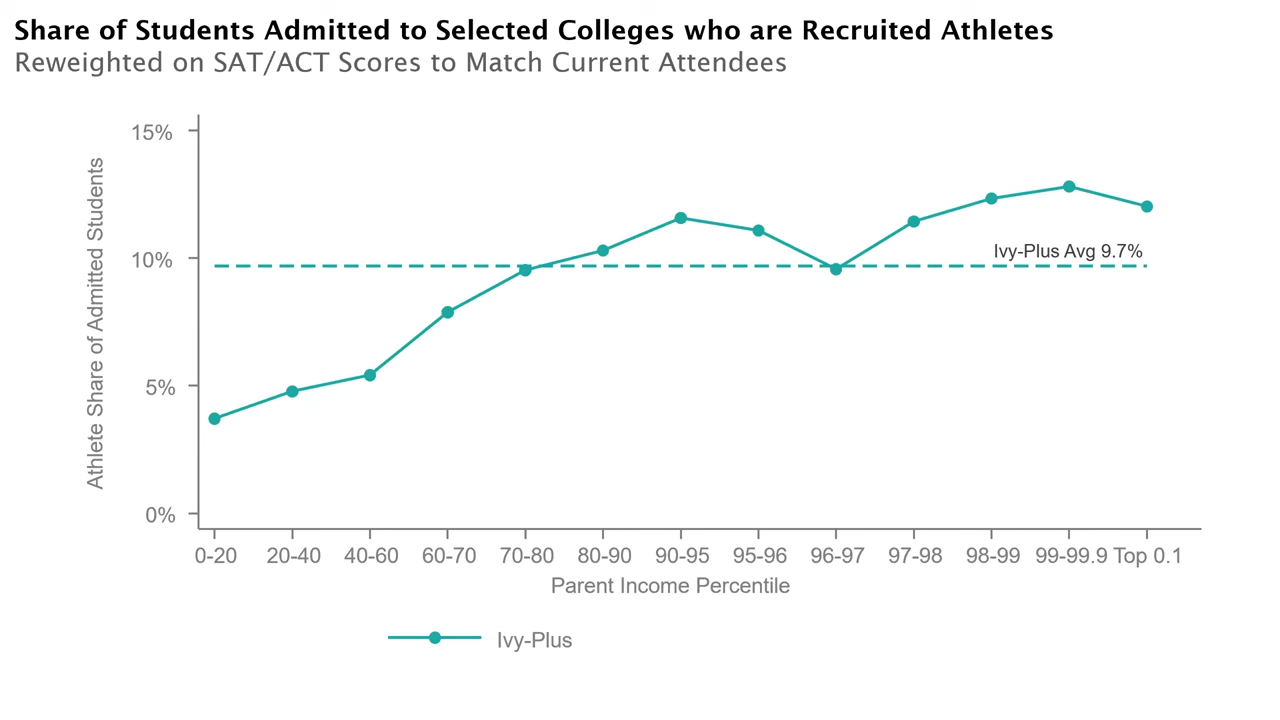 Share of Students Admitted to Selected Colleges who are Recruited Athletes
Reweighted on SAT/ACT Scores to Match Current Attendees
Athlete Share of Admitted Students
15%
10%
5%
0%
Ivy-Plus Avg 9.7%
0-20 20-40 40-60 60-70 70-80 80-90 90-95 95-96 96-97 97-98 98-99 99-99.9 Top 0.1
Parent Income Percentile
Ivy-Plus